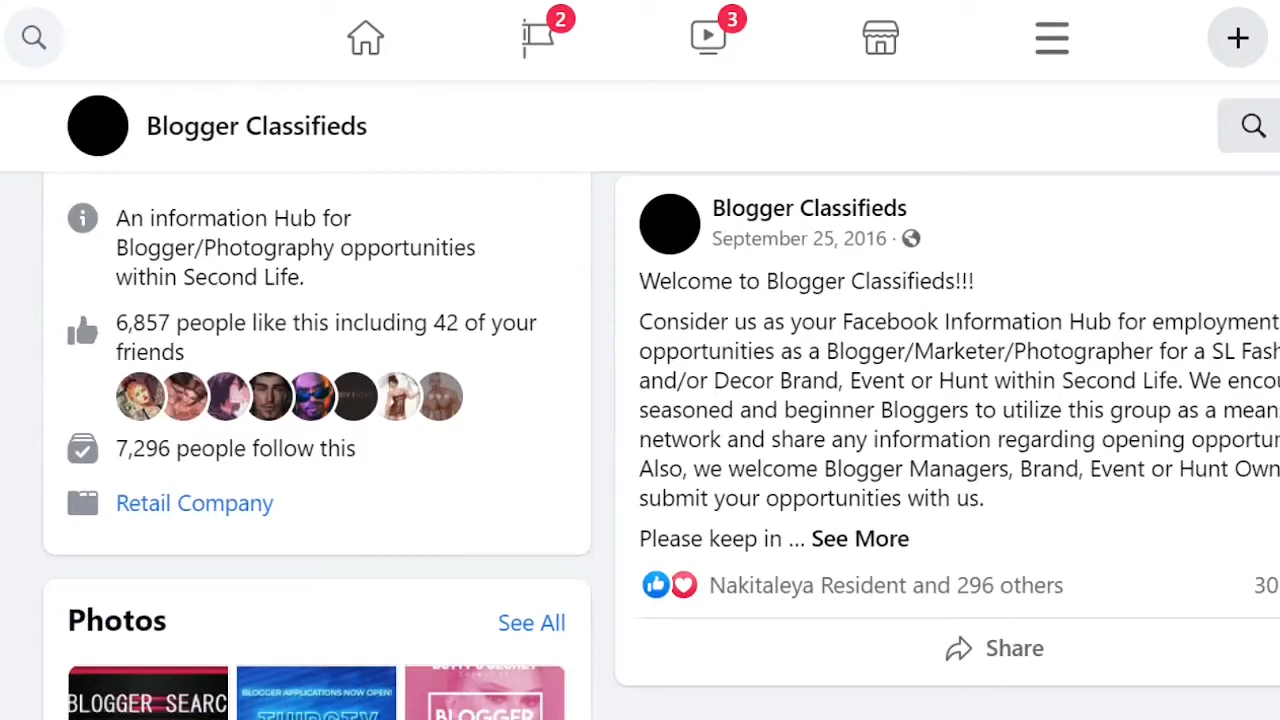 2
3
Blogger Classifieds
An information Hub for
Blogger/Photography opportunities
within Second Life.
6,857 people like this including 42 of your
friends
7,296 people follow this
Retail Company
Photos
See All
BLOGGER SEARC
BLOGGER APPLICATIONS NOW OPEN!
THIRSTY
BLOGGER
Blogger Classifieds
September 25, 2016 ·
Welcome to Blogger Classifieds!!!
Consider us as your Facebook Information Hub for employment
opportunities as a Blogger/Marketer/Photographer for a SL Fash
and/or Decor Brand, Event or Hunt within Second Life. We encou
seasoned and beginner Bloggers to utilize this group as a mean
network and share any information regarding opening opportun
Also, we welcome Blogger Managers, Brand, Event or Hunt Own
submit your opportunities with us.
Please keep in ... See More
Nakitaleya Resident and 296 others
30
Share